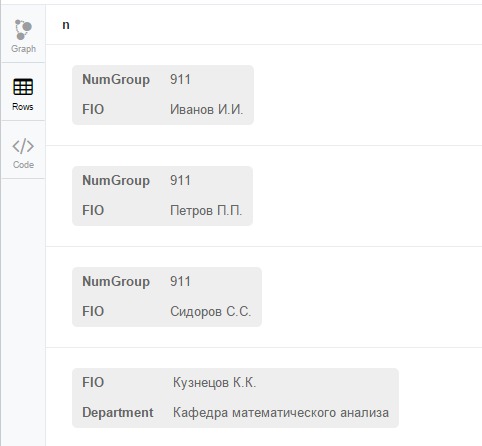 n
Graph
NumGroup 911
Rows
FIO Иванов И.И.
Code
NumGroup 911
FIO Петров П.П.
NumGroup 911
FIO Сидоров С.С.
FIO Кузнецов К.К.
Department Кафедра математического анализа